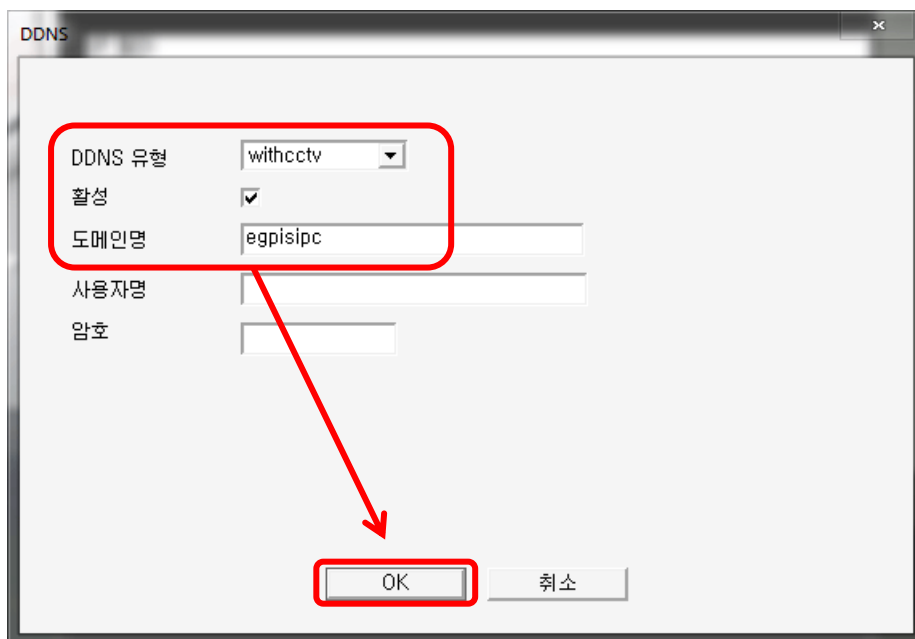 DDNS
DDNS 유형 withcctv
활성
도메인명 egpisipc
사용자명
암호
OK 취소